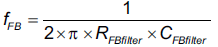 f_FB = 1 / (2 × π × R_FBfilter × C_FBfilter)